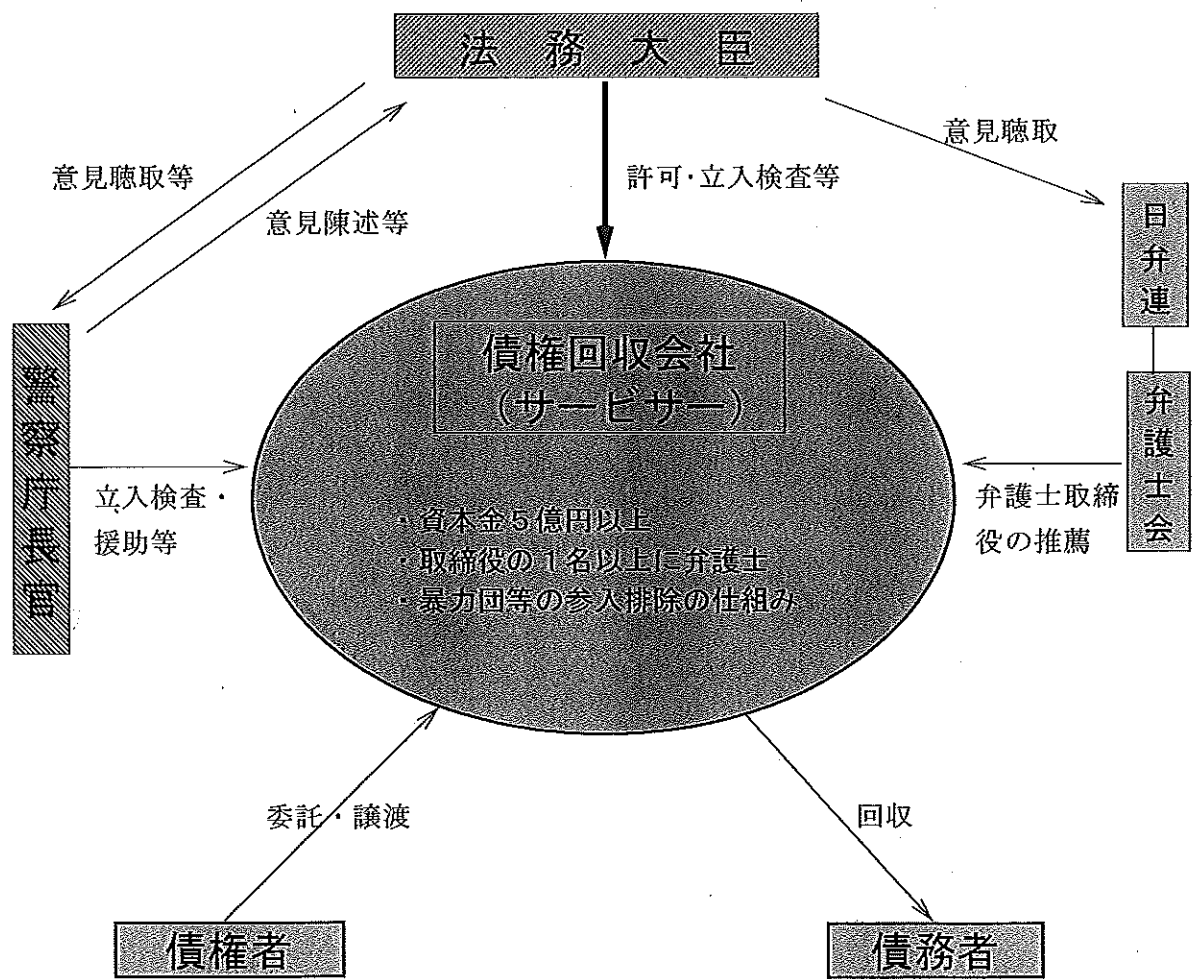 法務大臣
意見聴取等
意見陳述等
許可・立入検査等
意見聴取
日弁連
警察庁長官
債権回収会社
（サービサー）
弁護士会
立入検査・
援助等
・資本金５億円以上
・取締役の１名以上に弁護士
・暴力団等の参入排除の仕組み
弁護士取締
役の推薦
委託・譲渡
回収
債権者
債務者